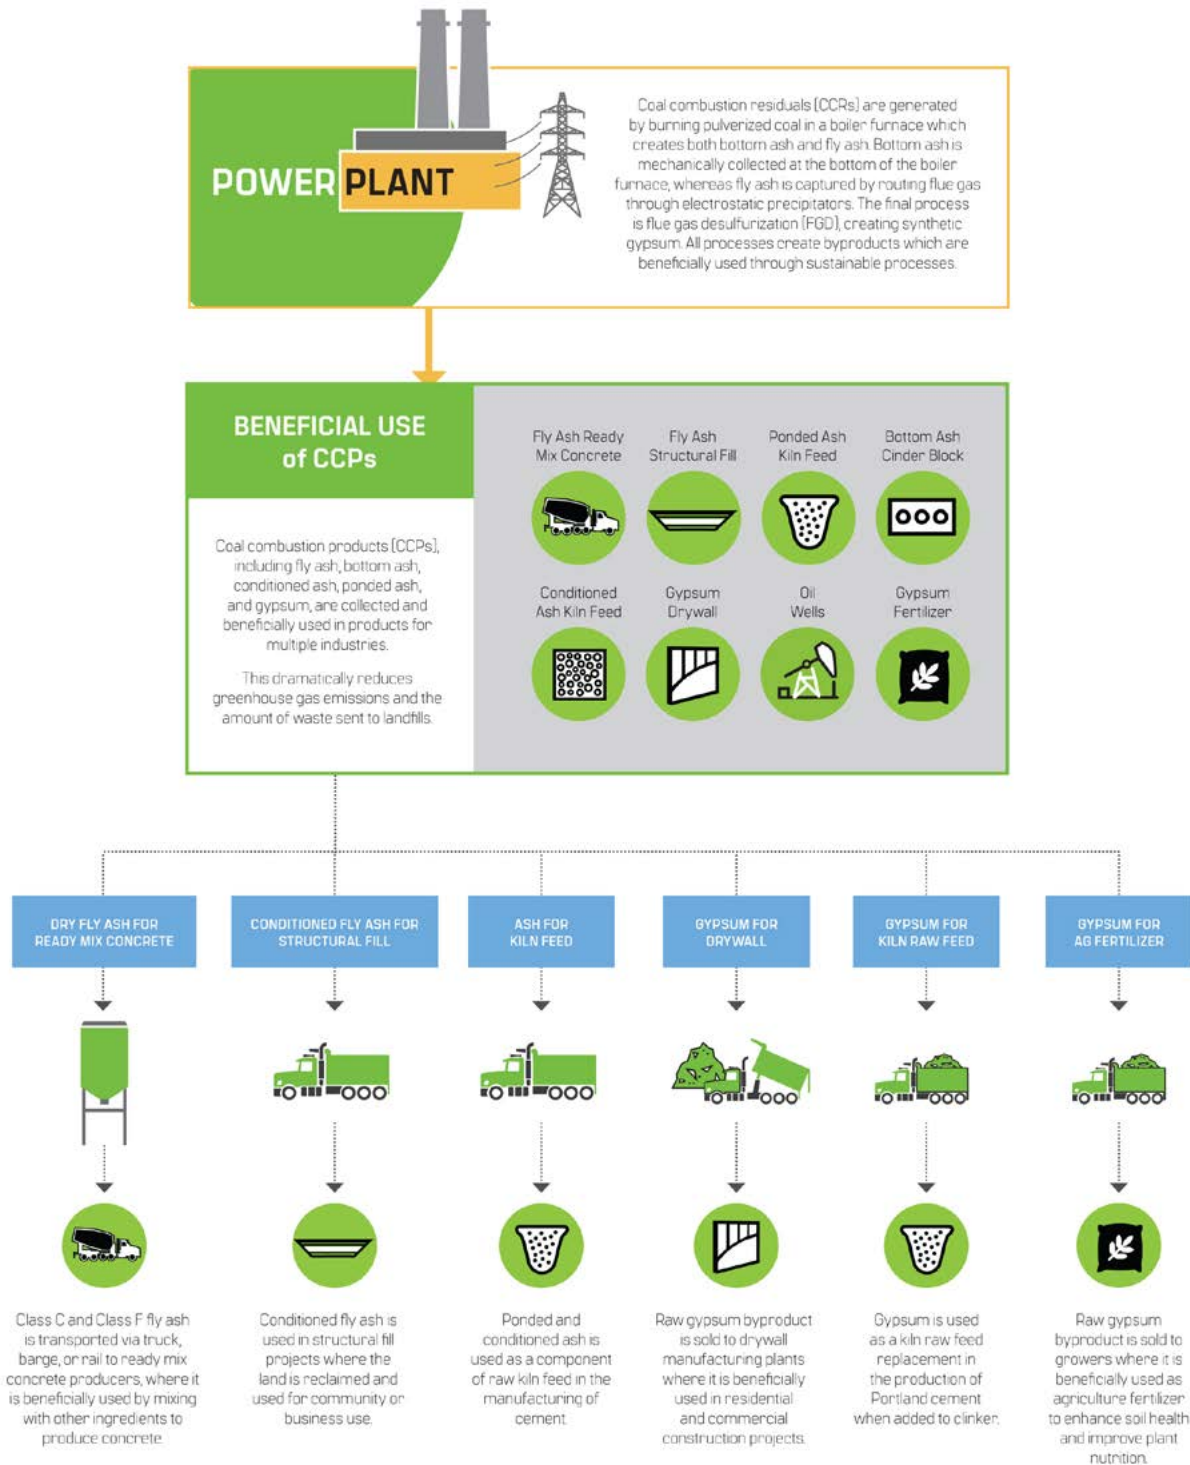 POWER PLANT
Coal combustion residuals (CCRs) are generated
by burning pulverized coal in a boiler furnace which
creates both bottom ash and fly ash. Bottom ash is
mechanically collected at the bottom of the boiler
furnace, whereas fly ash is captured by routing flue gas
through electrostatic precipitators. The final process
is flue gas desulfurization (FGD), creating synthetic
gypsum. All processes create byproducts which are
beneficially used through sustainable processes.
BENEFICIAL USE
of CCPs
Coal combustion products (CCPs),
including fly ash, bottom ash,
conditioned ash, ponded ash,
and gypsum, are collected and
beneficially used in products for
multiple industries.
This dramatically reduces
greenhouse gas emissions and the
amount of waste sent to landfills.
Fly Ash Ready
Mix Concrete
Fly Ash
Structural Fill
Ponded Ash
Kiln Feed
Bottom Ash
Cinder Block
Conditioned
Ash Kiln Feed
Gypsum
Drywall
Oil
Wells
Gypsum
Fertilizer
DRY FLY ASH FOR
READY MIX CONCRETE
CONDITIONED FLY ASH FOR
STRUCTURAL FILL
ASH FOR
KILN FEED
GYPSUM FOR
DRYWALL
GYPSUM FOR
KILN RAW FEED
GYPSUM FOR
AG FERTILIZER
Class C and Class F fly ash
is transported via truck,
barge, or rail to ready mix
concrete producers, where it
is beneficially used by mixing
with other ingredients to
produce concrete.
Conditioned fly ash is
used in structural fill
projects where the
land is reclaimed and
used for community or
business use.
Ponded and
conditioned ash is
used as a component
of raw kiln feed in the
manufacturing of
cement.
Raw gypsum byproduct
is sold to drywall
manufacturing plants
where it is beneficially
used in residential
and commercial
construction projects.
Gypsum is used
as a kiln raw feed
replacement in
the production of
Portland cement
when added to clinker.
Raw gypsum
byproduct is sold to
growers where it is
beneficially used as
agriculture fertilizer
to enhance soil health
and improve plant
nutrition.